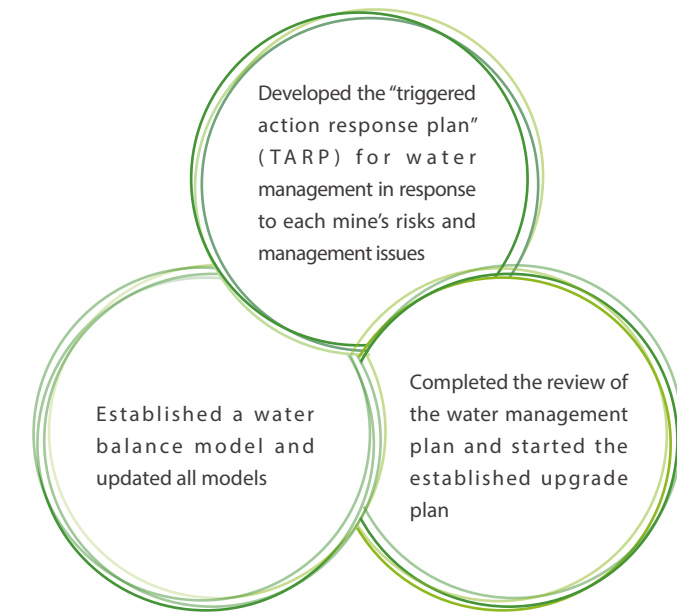 Developed the “triggered
action response plan”
(TARP) for water
management in response
to each mine’s risks and
management issues
Established a water
balance model and
updated all models
Completed the review of
the water management
plan and started the
established upgrade
plan